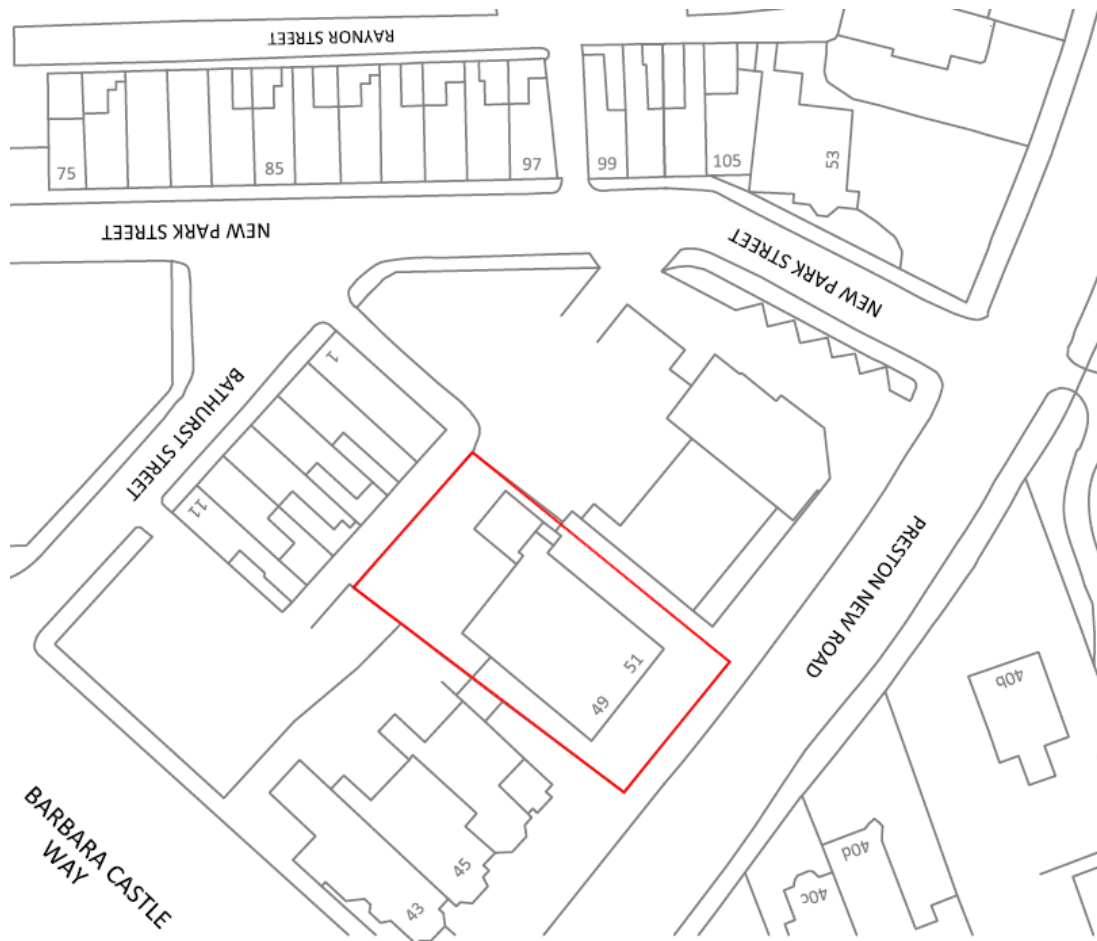 RAYNOR STREET
75
85
97
99
105
53
NEW PARK STREET
NEW PARK STREET
1
BATHURST STREET
11
PRESTON NEW ROAD
51
49
40b
BARBARA CASTLE
WAY
45
43
40d
40c